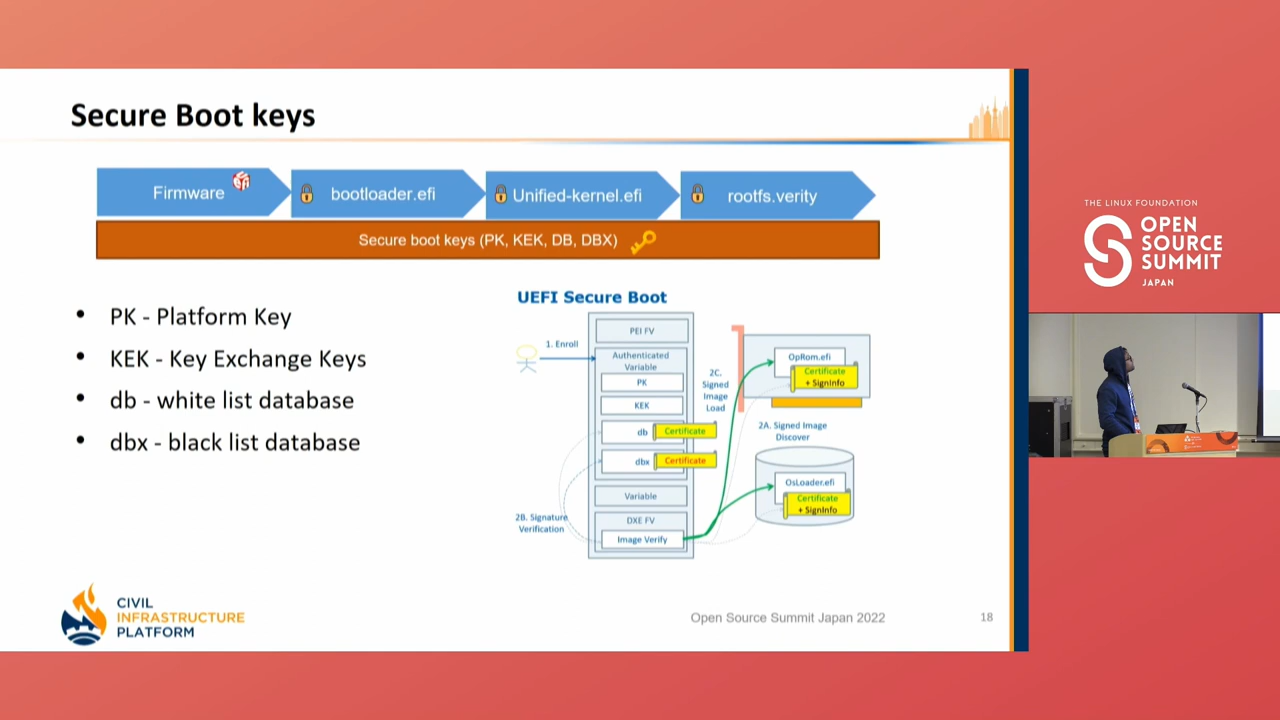 Secure Boot keys
Firmware
bootloader.efi
Unified-kernel.efi
rootfs.verity
Secure boot keys (PK, KEK, DB, DBX)
• PK - Platform Key
• KEK - Key Exchange Keys
• db - white list database
• dbx - black list database
UEFI Secure Boot
1. Enroll
PEI FV
Authenticated
Variable
PK
KEK
db
Certificate
dbx
Certificate
Variable
DXE FV
Image Verify
2B. Signature
Verification
2C.
Signed
Image
Load
OpRom.efi
Certificate
+ SignInfo
2A. Signed Image
Discover
OsLoader.efi
Certificate
+ SignInfo
CIVIL
INFRASTRUCTURE
PLATFORM
Open Source Summit Japan 2022
18
THE LINUX FOUNDATION
OPEN
SOURCE
SUMMIT
JAPAN